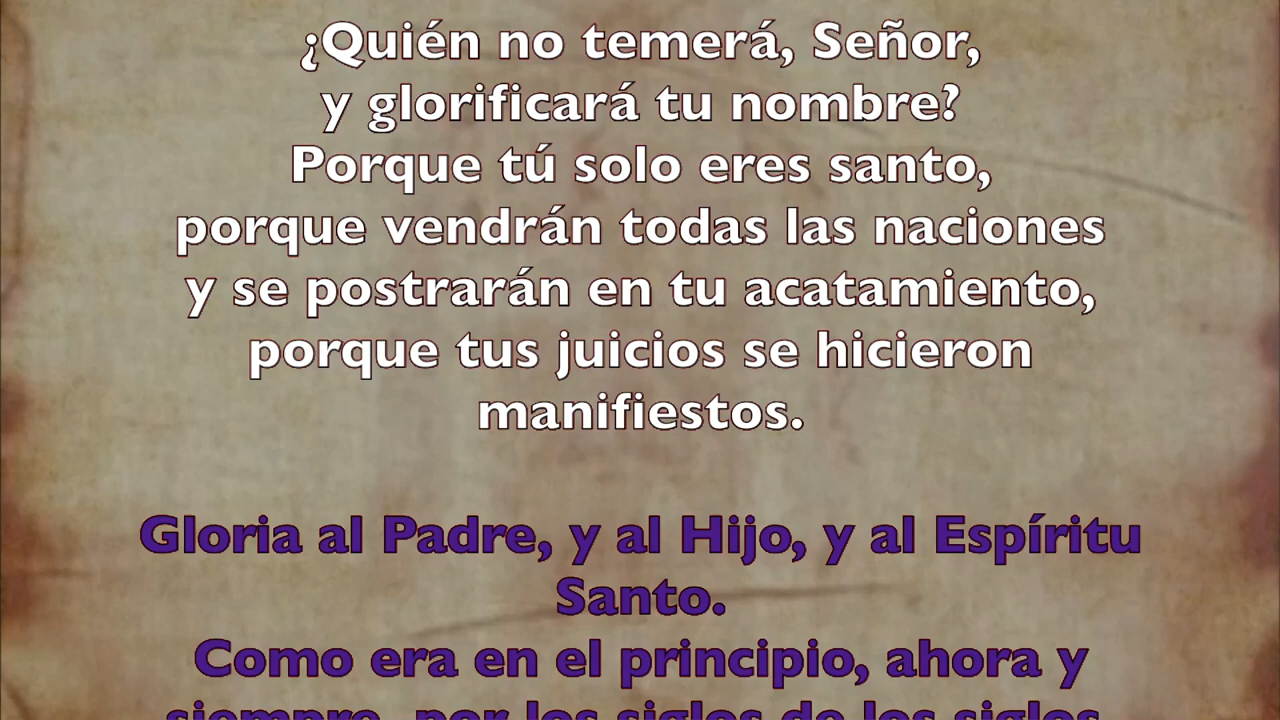 ¿Quién no temerá, Señor,
y glorificará tu nombre?
Porque tú solo eres santo,
porque vendrán todas las naciones
y se postrarán en tu acatamiento,
porque tus juicios se hicieron
manifiestos.
Gloria al Padre, y al Hijo, y al Espíritu
Santo.
Como era en el principio, ahora y
siempre, por los siglos de los siglos.